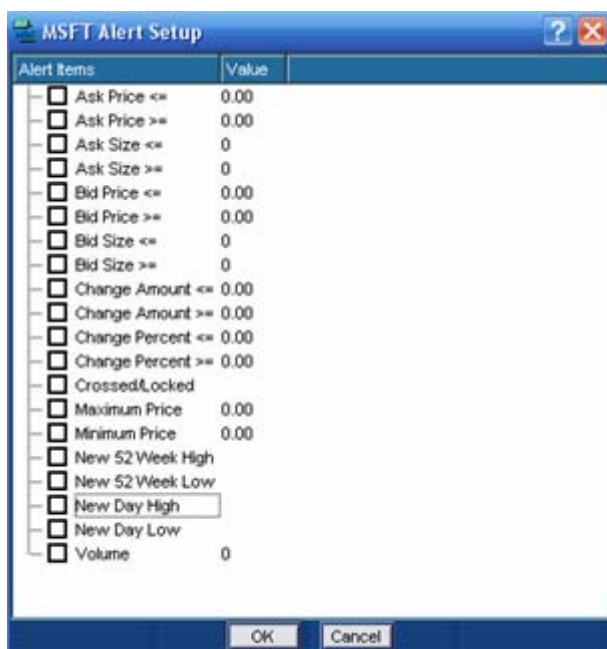 MSFT Alert Setup
Alert Items Value
Ask Price <= 0.00
Ask Price >= 0.00
Ask Size <= 0
Ask Size >= 0
Bid Price <= 0.00
Bid Price >= 0.00
Bid Size <= 0
Bid Size >= 0
Change Amount <= 0.00
Change Amount >= 0.00
Change Percent <= 0.00
Change Percent >= 0.00
Crossed/Locked
Maximum Price 0.00
Minimum Price 0.00
New 52 Week High
New 52 Week Low
New Day High
New Day Low
Volume 0
OK Cancel